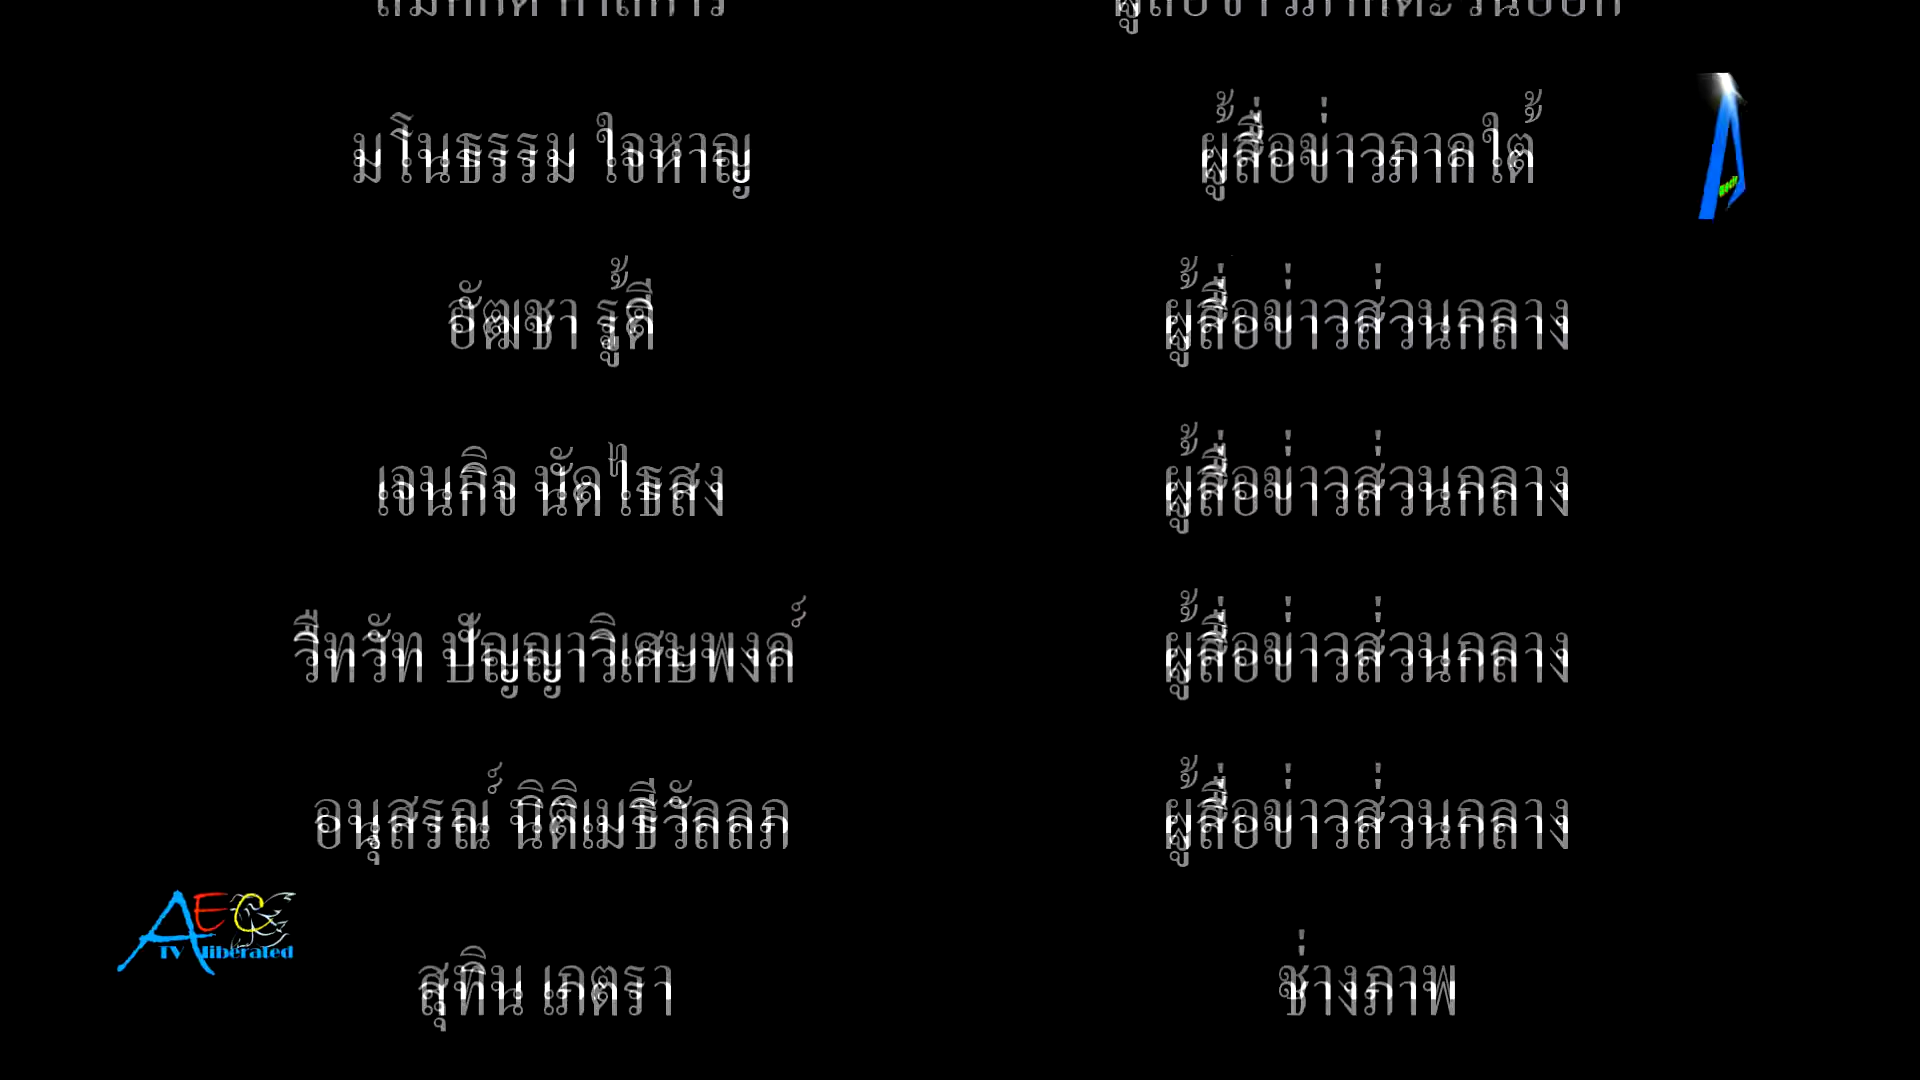 มโนธรรม ใจหาญ ผู้สื่อข่าวภาคใต้
อัฒชา รู้ดี ผู้สื่อข่าวส่วนกลาง
เจนกิจ นัดไธสง ผู้สื่อข่าวส่วนกลาง
วืทวัท ปัญญาวิเศษพงค์ ผู้สื่อข่าวส่วนกลาง
อนุสรณ์ นิติเมธีวัลลภ ผู้สื่อข่าวส่วนกลาง
AEC
TV liberated
สุทิน เภตรา ช่างภาพ